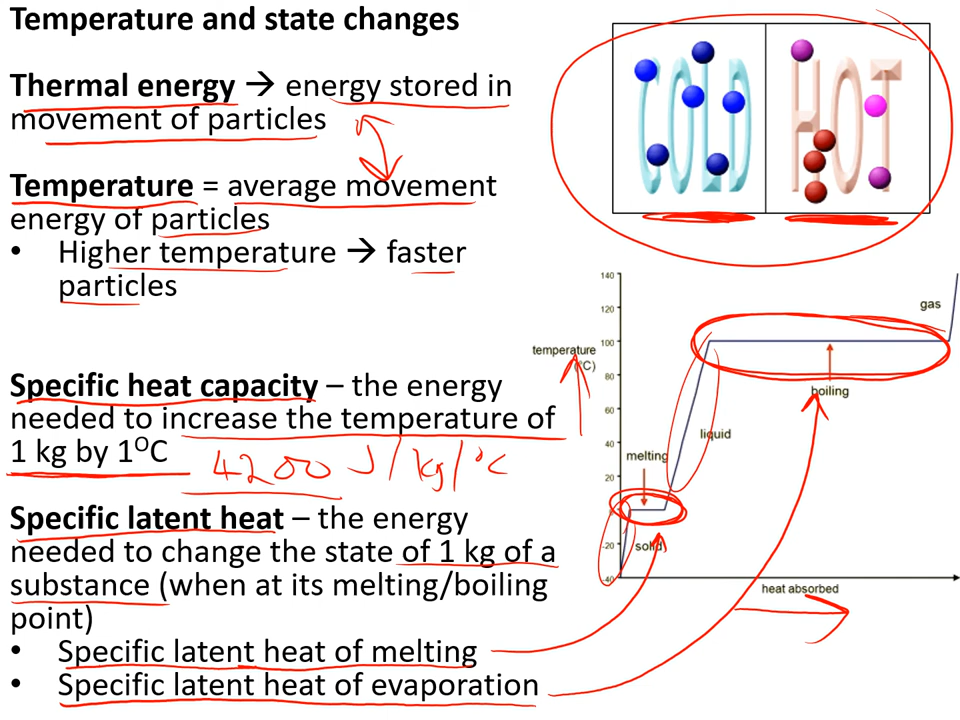 Temperature and state changes
Thermal energy → energy stored in
movement of particles
Temperature = average movement
energy of particles
• Higher temperature → faster
particles
COLD HOT
Specific heat capacity – the energy
needed to increase the temperature of
1 kg by 1ᴼC
4200 J/kg/°C
Specific latent heat – the energy
needed to change the state of 1 kg of a
substance (when at its melting/boiling
point)
• Specific latent heat of melting
• Specific latent heat of evaporation
temperature
(°C)
140
120
100
80
60
40
20
0
-20
-40
gas
boiling
liquid
melting
solid
heat absorbed